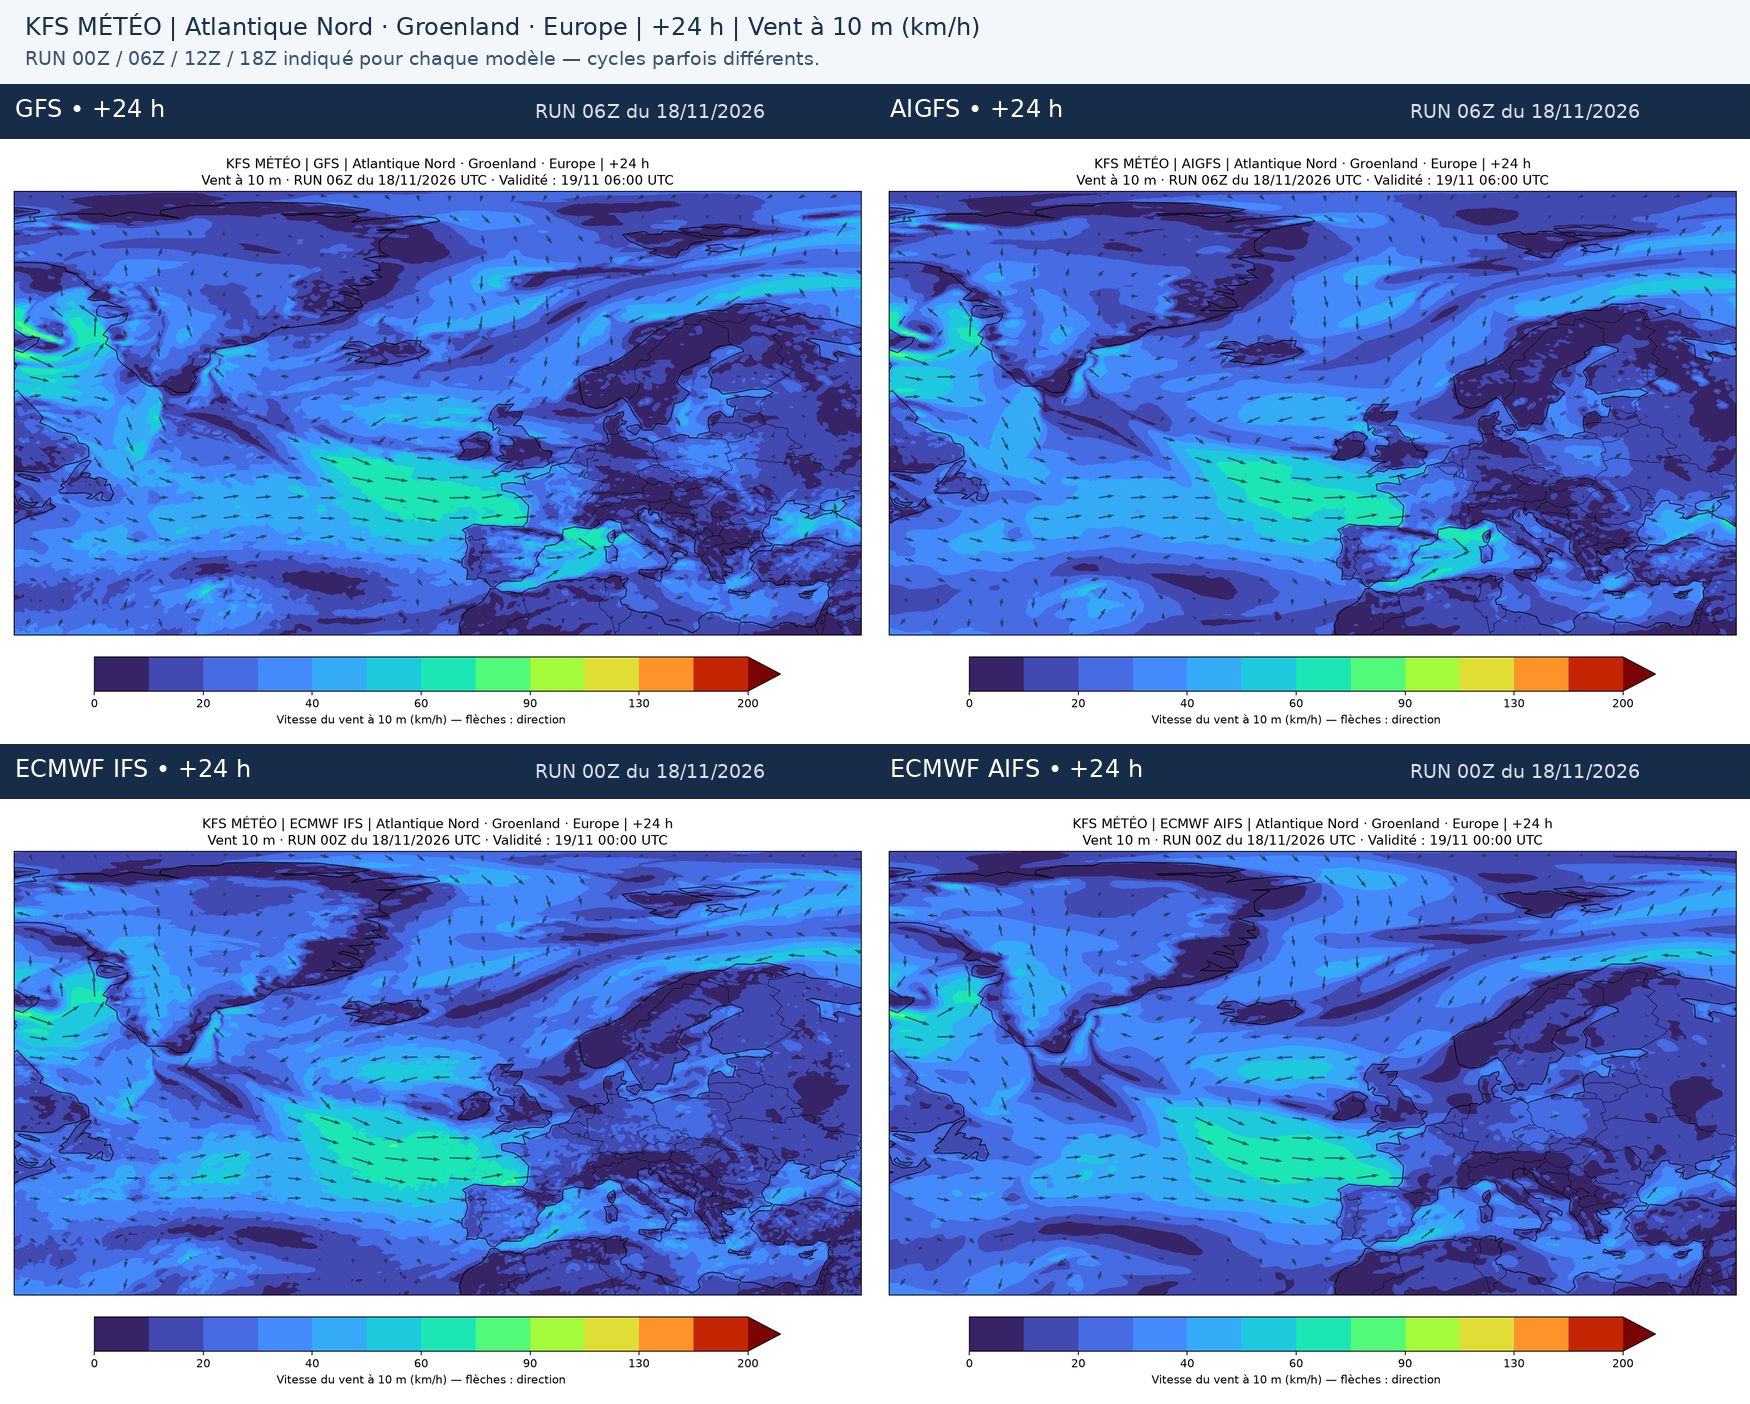 KFS MÉTÉO | Atlantique Nord · Groenland · Europe | +24 h | Vent à 10 m (km/h)
RUN 00Z / 06Z / 12Z / 18Z indiqué pour chaque modèle — cycles parfois différents.
GFS • +24 h
RUN 06Z du 18/11/2026
AIGFS • +24 h
RUN 06Z du 18/11/2026
KFS MÉTÉO | GFS | Atlantique Nord · Groenland · Europe | +24 h
Vent à 10 m · RUN 06Z du 18/11/2026 UTC · Validité : 19/11 06:00 UTC
KFS MÉTÉO | AIGFS | Atlantique Nord · Groenland · Europe | +24 h
Vent à 10 m · RUN 06Z du 18/11/2026 UTC · Validité : 19/11 06:00 UTC
0 20 40 60 90 130 200
Vitesse du vent à 10 m (km/h) — flèches : direction
0 20 40 60 90 130 200
Vitesse du vent à 10 m (km/h) — flèches : direction
ECMWF IFS • +24 h
RUN 00Z du 18/11/2026
ECMWF AIFS • +24 h
RUN 00Z du 18/11/2026
KFS MÉTÉO | ECMWF IFS | Atlantique Nord · Groenland · Europe | +24 h
Vent 10 m · RUN 00Z du 18/11/2026 UTC · Validité : 19/11 00:00 UTC
KFS MÉTÉO | ECMWF AIFS | Atlantique Nord · Groenland · Europe | +24 h
Vent 10 m · RUN 00Z du 18/11/2026 UTC · Validité : 19/11 00:00 UTC
0 20 40 60 90 130 200
Vitesse du vent à 10 m (km/h) — flèches : direction
0 20 40 60 90 130 200
Vitesse du vent à 10 m (km/h) — flèches : direction